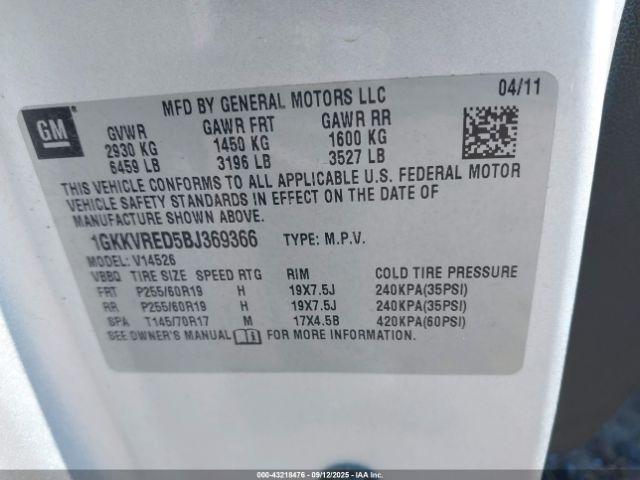 GM
MFD BY GENERAL MOTORS LLC 04/11
GVWR GAWR FRT GAWR RR
2930 KG 1450 KG 1600 KG
6459 LB 3196 LB 3527 LB
THIS VEHICLE CONFORMS TO ALL APPLICABLE U.S. FEDERAL MOTOR
VEHICLE SAFETY STANDARDS IN EFFECT ON THE DATE OF
MANUFACTURE SHOWN ABOVE.
1GKKVRED5BJ369366 TYPE: M.P.V.
MODEL: V14526
VBBQ TIRE SIZE SPEED RTG RIM COLD TIRE PRESSURE
FRT P255/60R19 H 19X7.5J 240KPA(35PSI)
RR P255/60R19 H 19X7.5J 240KPA(35PSI)
SPA T145/70R17 M 17X4.5B 420KPA(60PSI)
SEE OWNER'S MANUAL FOR MORE INFORMATION.
000-43218476 - 09/12/2025 - IAAI.COM